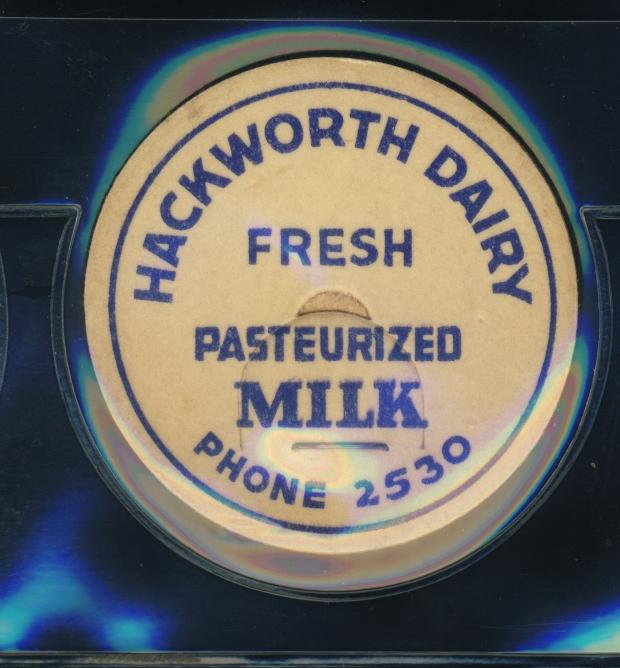 HACKWORTH DAIRY
FRESH
PASTEURIZED
MILK
PHONE 2530